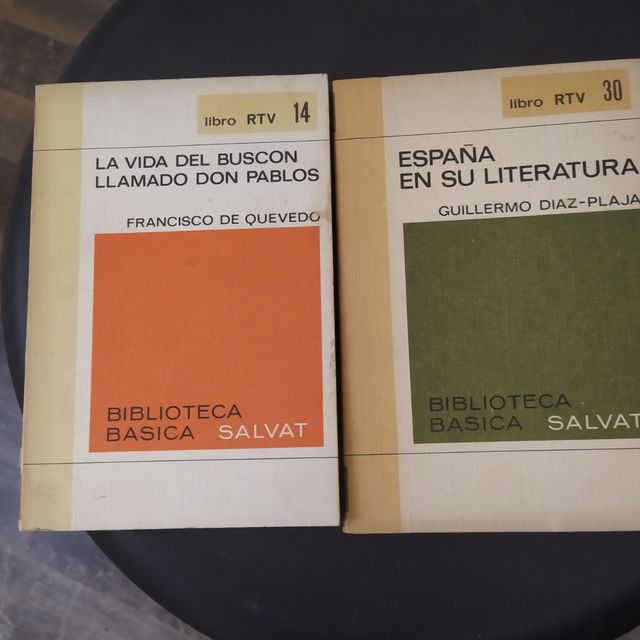 libro RTV 14
LA VIDA DEL BUSCON
LLAMADO DON PABLOS
FRANCISCO DE QUEVEDO
BIBLIOTECA
BASICA SALVAT
libro RTV 30
ESPAÑA
EN SU LITERATURA
GUILLERMO DIAZ-PLAJA
BIBLIOTECA
BASICA SALVAT